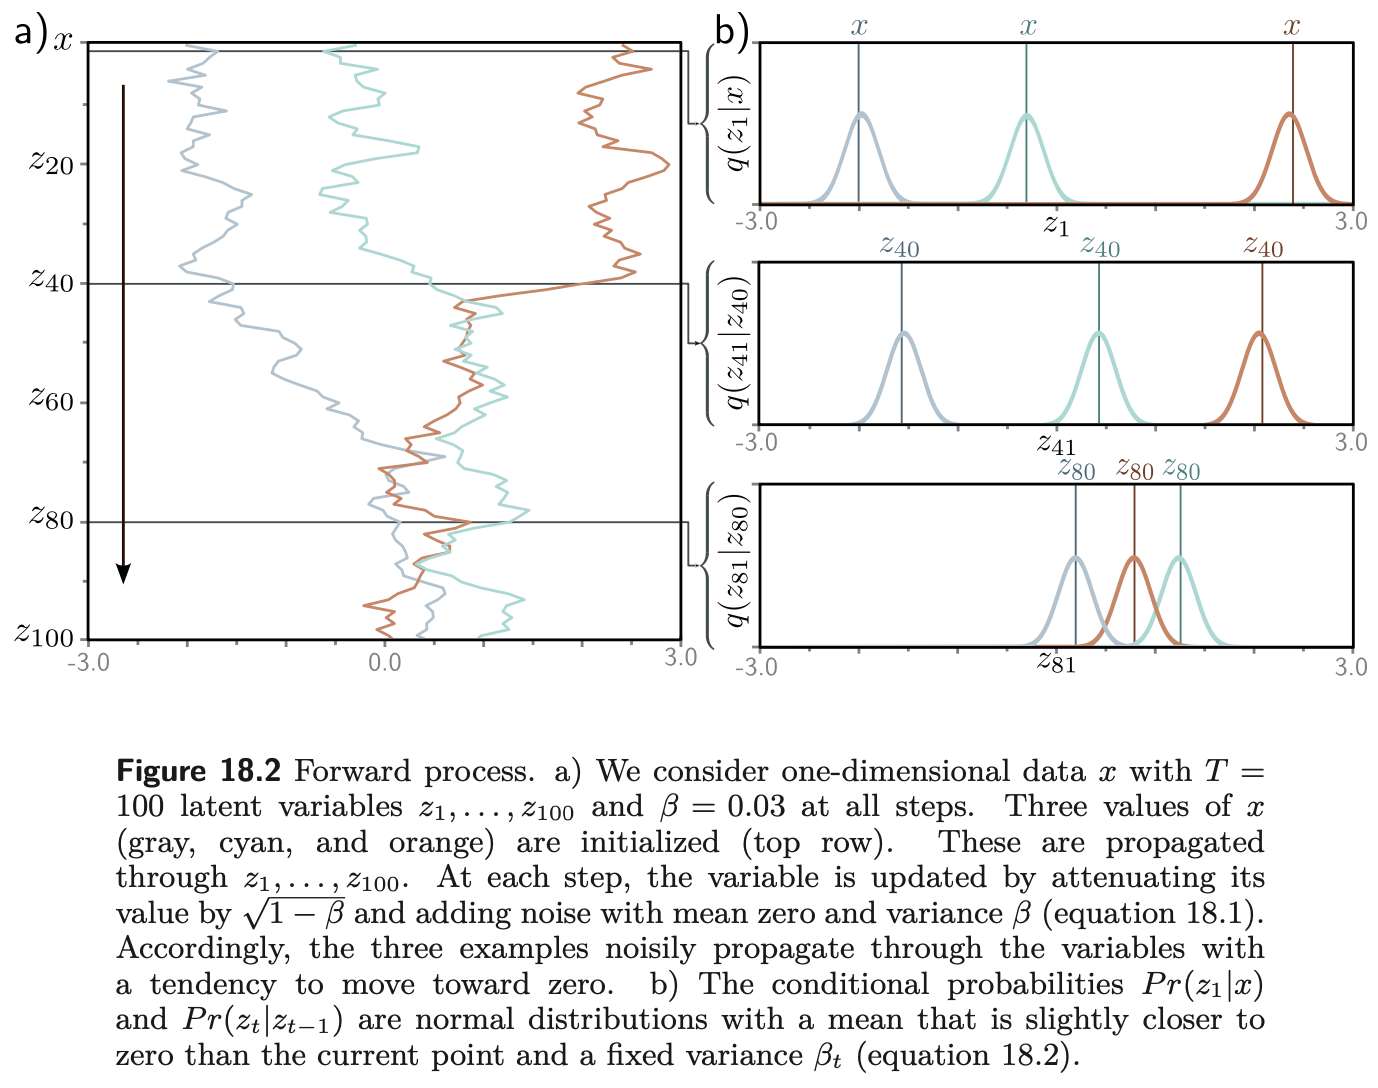 a)
x
z20
z40
z60
z80
z100
-3.0 0.0 3.0
b)
x x x
q(z1|x)
-3.0 z1 3.0
z40 z40 z40
q(z41|z40)
-3.0 z41 3.0
z80 z80 z80
q(z81|z80)
-3.0 z81 3.0
Figure 18.2 Forward process. a) We consider one-dimensional data x with T =
100 latent variables z1, . . . , z100 and β = 0.03 at all steps. Three values of x
(gray, cyan, and orange) are initialized (top row). These are propagated
through z1, . . . , z100. At each step, the variable is updated by attenuating its
value by √1 − β and adding noise with mean zero and variance β (equation 18.1).
Accordingly, the three examples noisily propagate through the variables with
a tendency to move toward zero. b) The conditional probabilities Pr(z1|x)
and Pr(zt|zt−1) are normal distributions with a mean that is slightly closer to
zero than the current point and a fixed variance βt (equation 18.2).